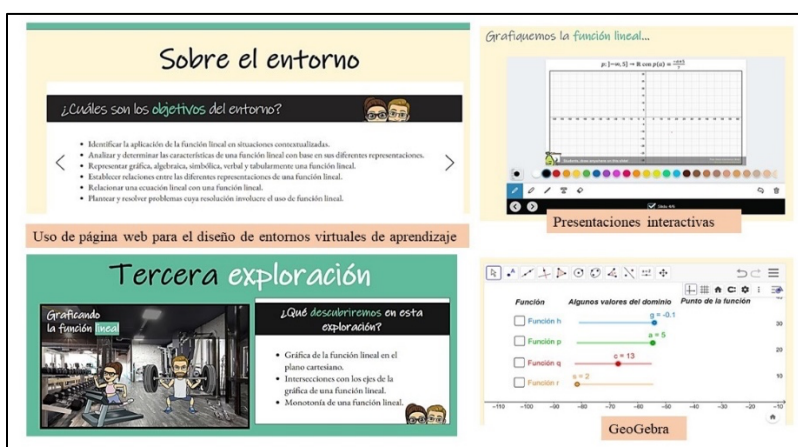 Sobre el entorno
¿Cuáles son los objetivos del entorno?
• Identificar la aplicación de la función lineal en situaciones contextualizadas.
• Analizar y determinar las características de una función lineal con base en sus diferentes representaciones.
• Representar gráfica, algebraica, simbólica, verbal y tabularmente una función lineal.
• Establecer relaciones entre las diferentes representaciones de una función lineal.
• Relacionar una ecuación lineal con una función lineal.
• Plantear y resolver problemas cuya resolución involucre el uso de función lineal.
Uso de página web para el diseño de entornos virtuales de aprendizaje
Grafiquemos la función lineal...
Presentaciones interactivas
Tercera exploración
Graficando
la función lineal
¿Qué descubriremos en esta
exploración?
• Gráfica de la función lineal en el
plano cartesiano.
• Intersecciones con los ejes de la
gráfica de una función lineal.
• Monotonía de una función lineal.
Función Algunos valores del dominio Punto de la función
Función h
g = -0.1
Función p
a = 5
Función q
c = 13
Función r
s = 2
30
20
10
-110 -100 -90 -80 -70 -60 -50 -40 -30 -20 -10
GeoGebra